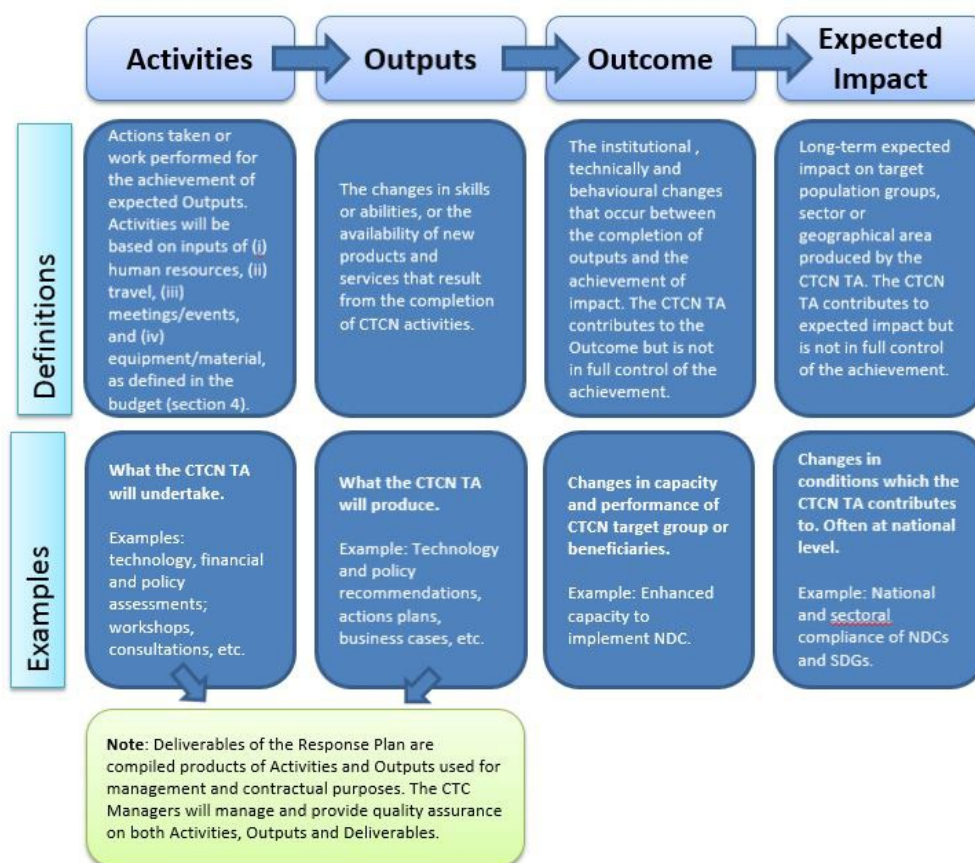 Activities
Outputs
Outcome
Expected
Impact
Definitions
Actions taken or
work performed for
the achievement of
expected Outputs.
Activities will be
based on inputs of (i)
human resources, (ii)
travel, (iii)
meetings/events,
and (iv)
equipment/material,
as defined in the
budget (section 4).
The changes in skills
or abilities, or the
availability of new
products and
services that result
from the completion
of CTCN activities.
The institutional ,
technically and
behavioural changes
that occur between
the completion of
outputs and the
achievement of
impact. The CTCN TA
contributes to the
Outcome but is not
in full control of the
achievement.
Long-term expected
impact on target
population groups,
sector or
geographical area
produced by the
CTCN TA. The CTCN
TA contributes to
expected impact but
is not in full control
of the achievement.
Examples
What the CTCN TA
will undertake.
Examples:
technology, financial
and policy
assessments;
workshops,
consultations, etc.
What the CTCN TA
will produce.
Example: Technology
and policy
recommendations,
actions plans,
business cases, etc.
Changes in capacity
and performance of
CTCN target group or
beneficiaries.
Example: Enhanced
capacity to
implement NDC.
Changes in
conditions which the
CTCN TA contributes
to. Often at national
level.
Example: National
and sectoral
compliance of NDCs
and SDGs.
Note: Deliverables of the Response Plan are
compiled products of Activities and Outputs used for
management and contractual purposes. The CTC
Managers will manage and provide quality assurance
on both Activities, Outputs and Deliverables.